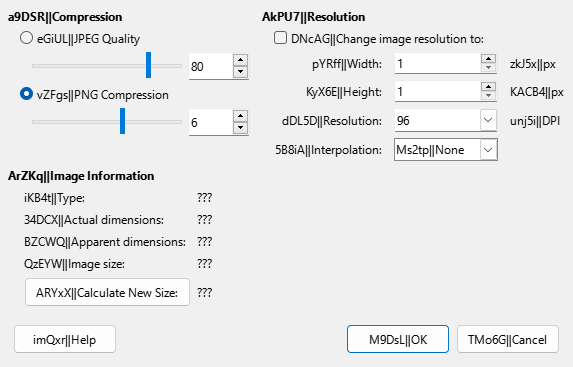 a9DSR||Compression
eGiUL||JPEG Quality
80
vZFgs||PNG Compression
6
AkPU7||Resolution
DNcAG||Change image resolution to:
pYRff||Width: 1 zkJ5x||px
KyX6E||Height: 1 KACB4||px
dDL5D||Resolution: 96 unj5i||DPI
5B8iA||Interpolation: Ms2tp||None
ArZKq||Image Information
iKB4t||Type: ???
34DCX||Actual dimensions: ???
BZCWQ||Apparent dimensions: ???
QzEYW||Image size: ???
ARYxX||Calculate New Size: ???
imQxr||Help
M9DsL||OK
TMo6G||Cancel